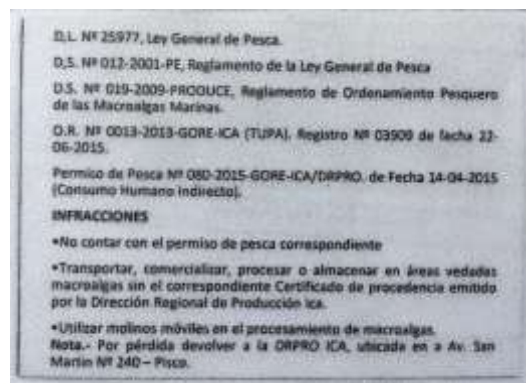 D.L. Nº 25977, Ley General de Pesca.
D.S. Nº 012-2001-PE, Reglamento de la Ley General de Pesca
D.S. Nº 019-2009-PRODUCE, Reglamento de Ordenamiento Pesquero
de las Macroalgas Marinas.
O.R. Nº 0013-2013-GORE-ICA (TUPA). Registro Nº 03909 de fecha 22-
06-2015.
Permiso de Pesca Nº 080-2015-GORE-ICA/DRPRO, de Fecha 14-04-2015
(Consumo Humano Indirecto).
INFRACCIONES
•No contar con el permiso de pesca correspondiente
•Transportar, comercializar, procesar o almacenar en áreas vedadas
macroalgas sin el correspondiente Certificado de procedencia emitido
por la Dirección Regional de Producción Ica.
•Utilizar molinos móviles en el procesamiento de macroalgas.
Nota.- Por pérdida devolver a la DRPRO ICA, ubicada en a Av. San
Martin Nº 240 – Pisco.